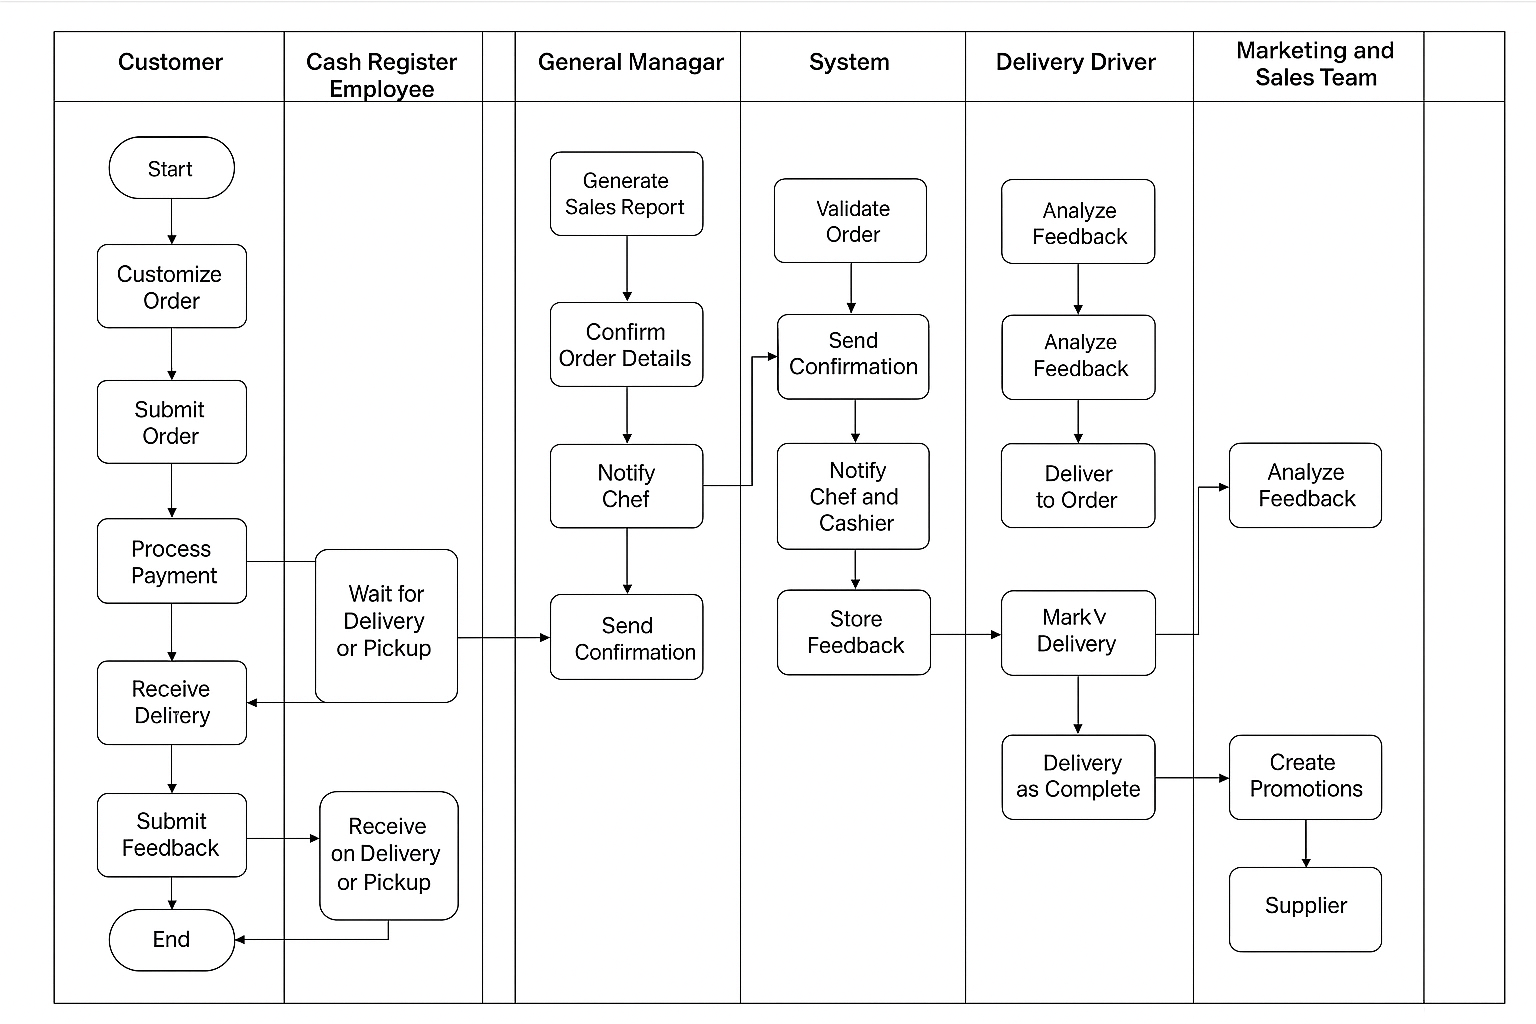 Customer
Cash Register
Employee
General Managar
System
Delivery Driver
Marketing and
Sales Team
Start
Customize
Order
Submit
Order
Process
Payment
Receive
Delitery
Submit
Feedback
End
Wait for
Delivery
or Pickup
Receive
on Delivery
or Pickup
Generate
Sales Report
Confirm
Order Details
Notify
Chef
Send
Confirmation
Validate
Order
Send
Confirmation
Notify
Chef and
Cashier
Store
Feedback
Analyze
Feedback
Analyze
Feedback
Deliver
to Order
Mark V
Delivery
Delivery
as Complete
Analyze
Feedback
Create
Promotions
Supplier